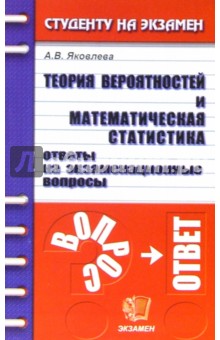 СТУДЕНТУ НА ЭКЗАМЕН
А.В. Яковлева
ТЕОРИЯ ВЕРОЯТНОСТЕЙ
И
МАТЕМАТИЧЕСКАЯ
СТАТИСТИКА
ответы
на экзаменационные
вопросы
ВОПРОС
ОТВЕТ
ЭКЗАМЕН